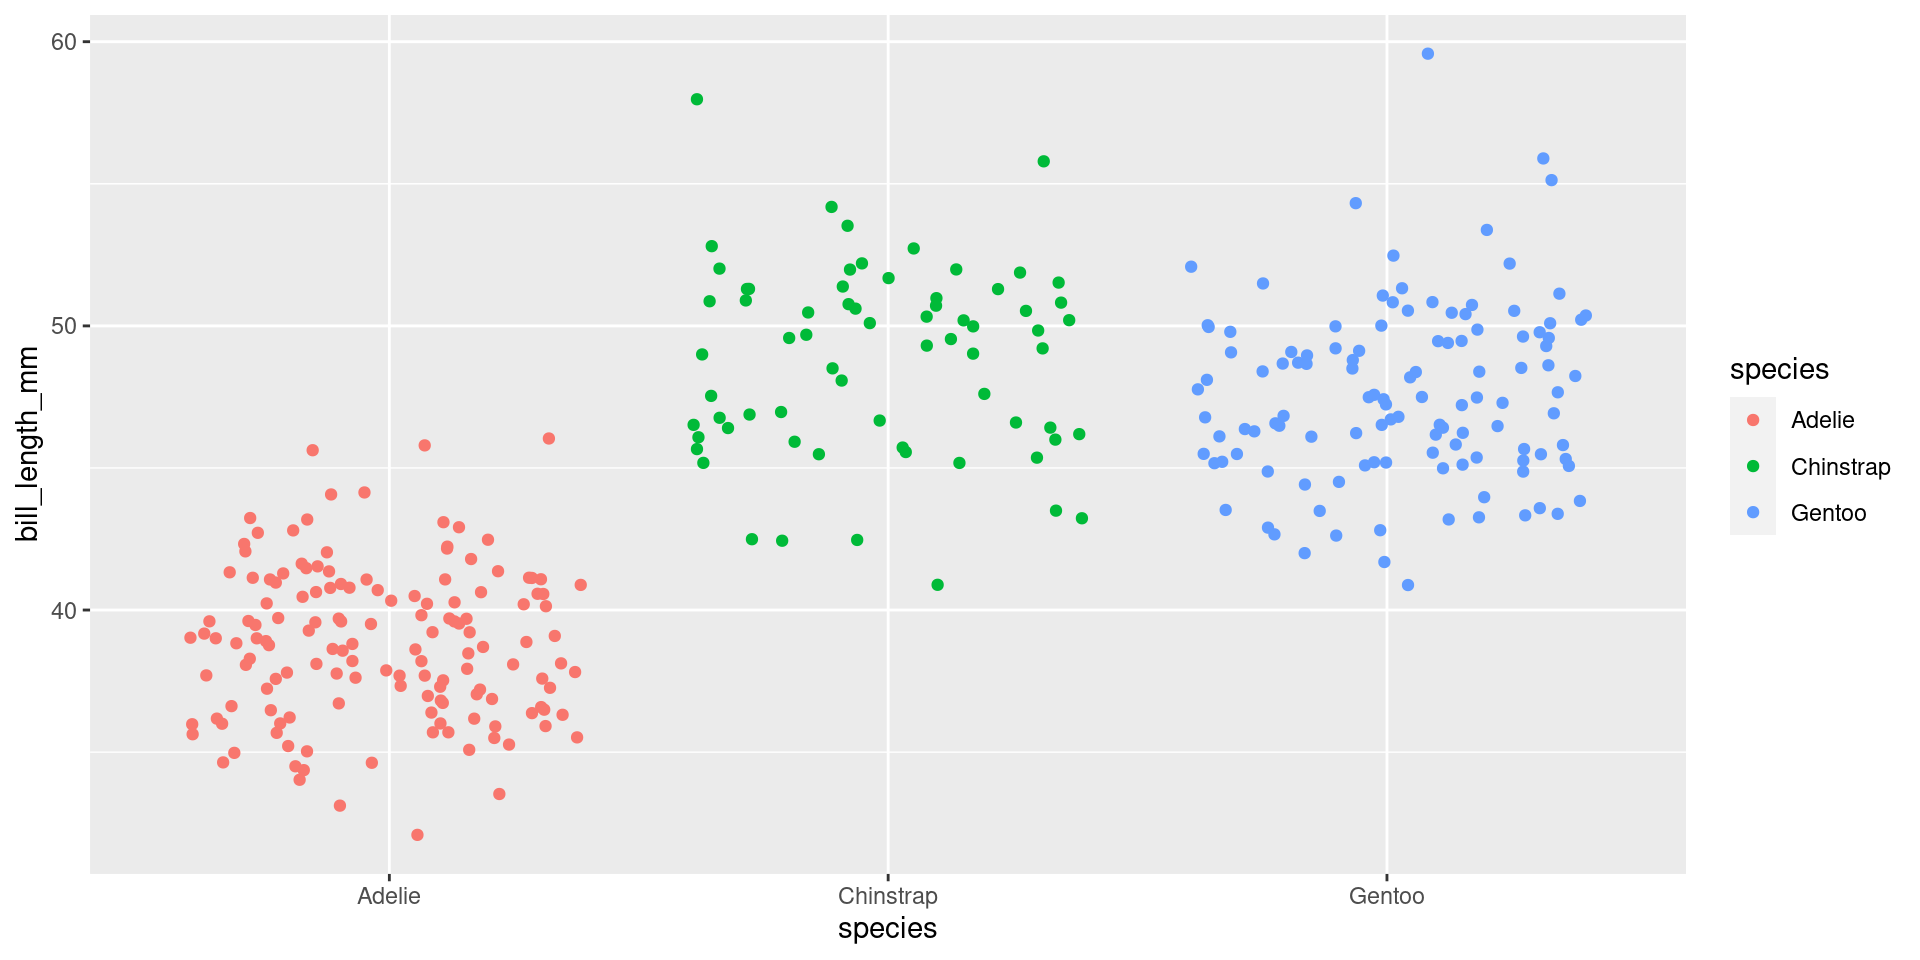 60
50
40
bill_length_mm
Adelie
Chinstrap
Gentoo
species
species
Adelie
Chinstrap
Gentoo